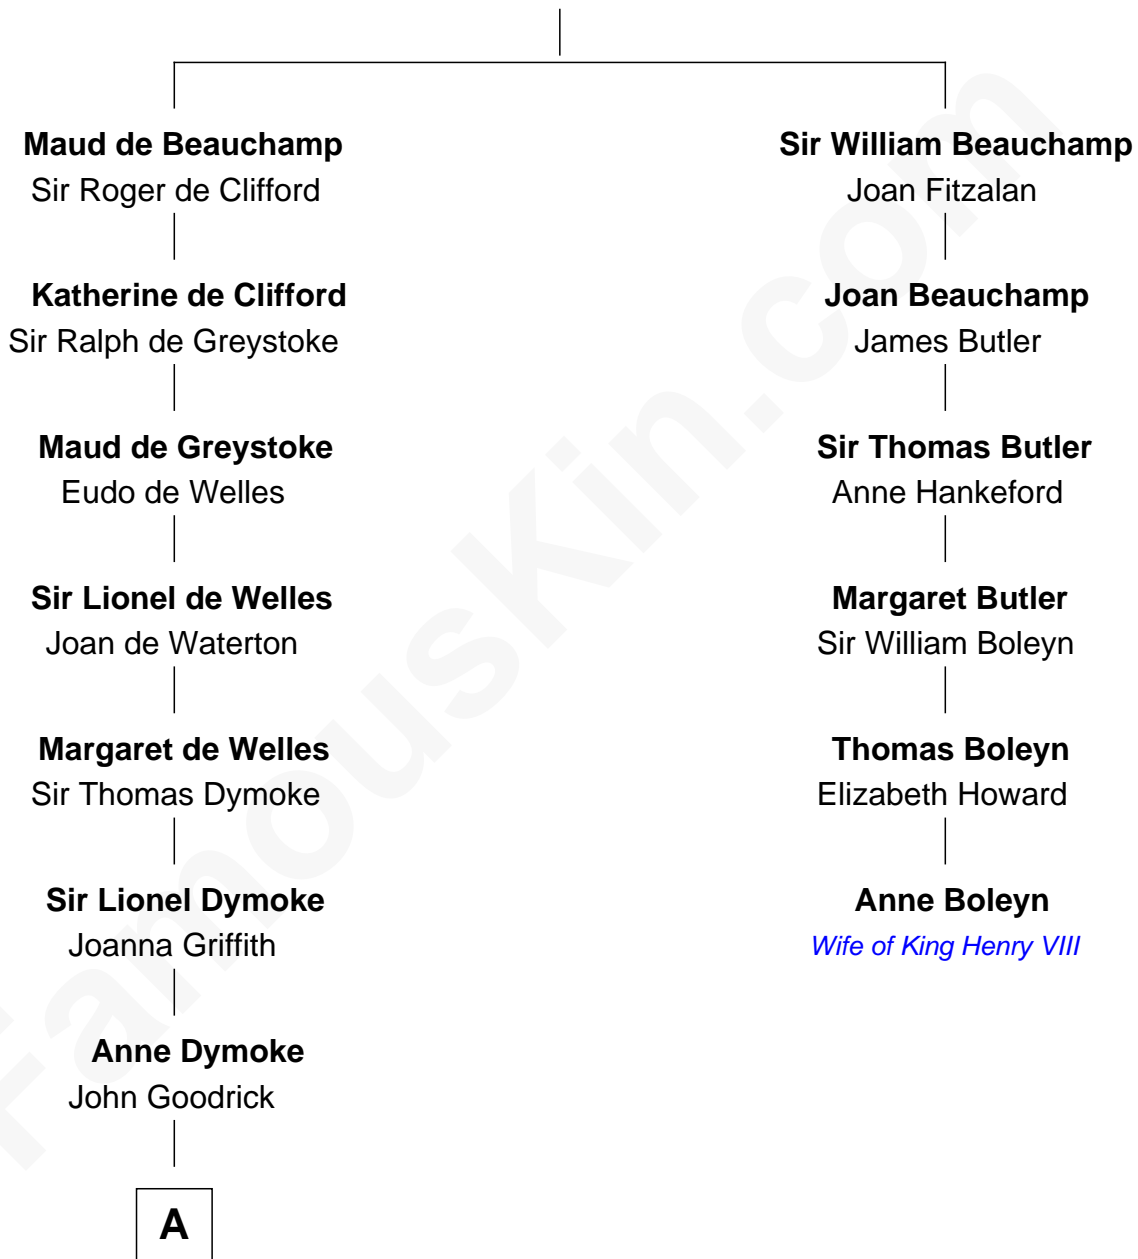 Maud de Beauchamp
Sir Roger de Clifford
Katherine de Clifford
Sir Ralph de Greystoke
Maud de Greystoke
Eudo de Welles
Sir Lionel de Welles
Joan de Waterton
Margaret de Welles
Sir Thomas Dymoke
Sir Lionel Dymoke
Joanna Griffith
Anne Dymoke
John Goodrick
A
Sir William Beauchamp
Joan Fitzalan
Joan Beauchamp
James Butler
Sir Thomas Butler
Anne Hankeford
Margaret Butler
Sir William Boleyn
Thomas Boleyn
Elizabeth Howard
Anne Boleyn
Wife of King Henry VIII
FamousKin.com